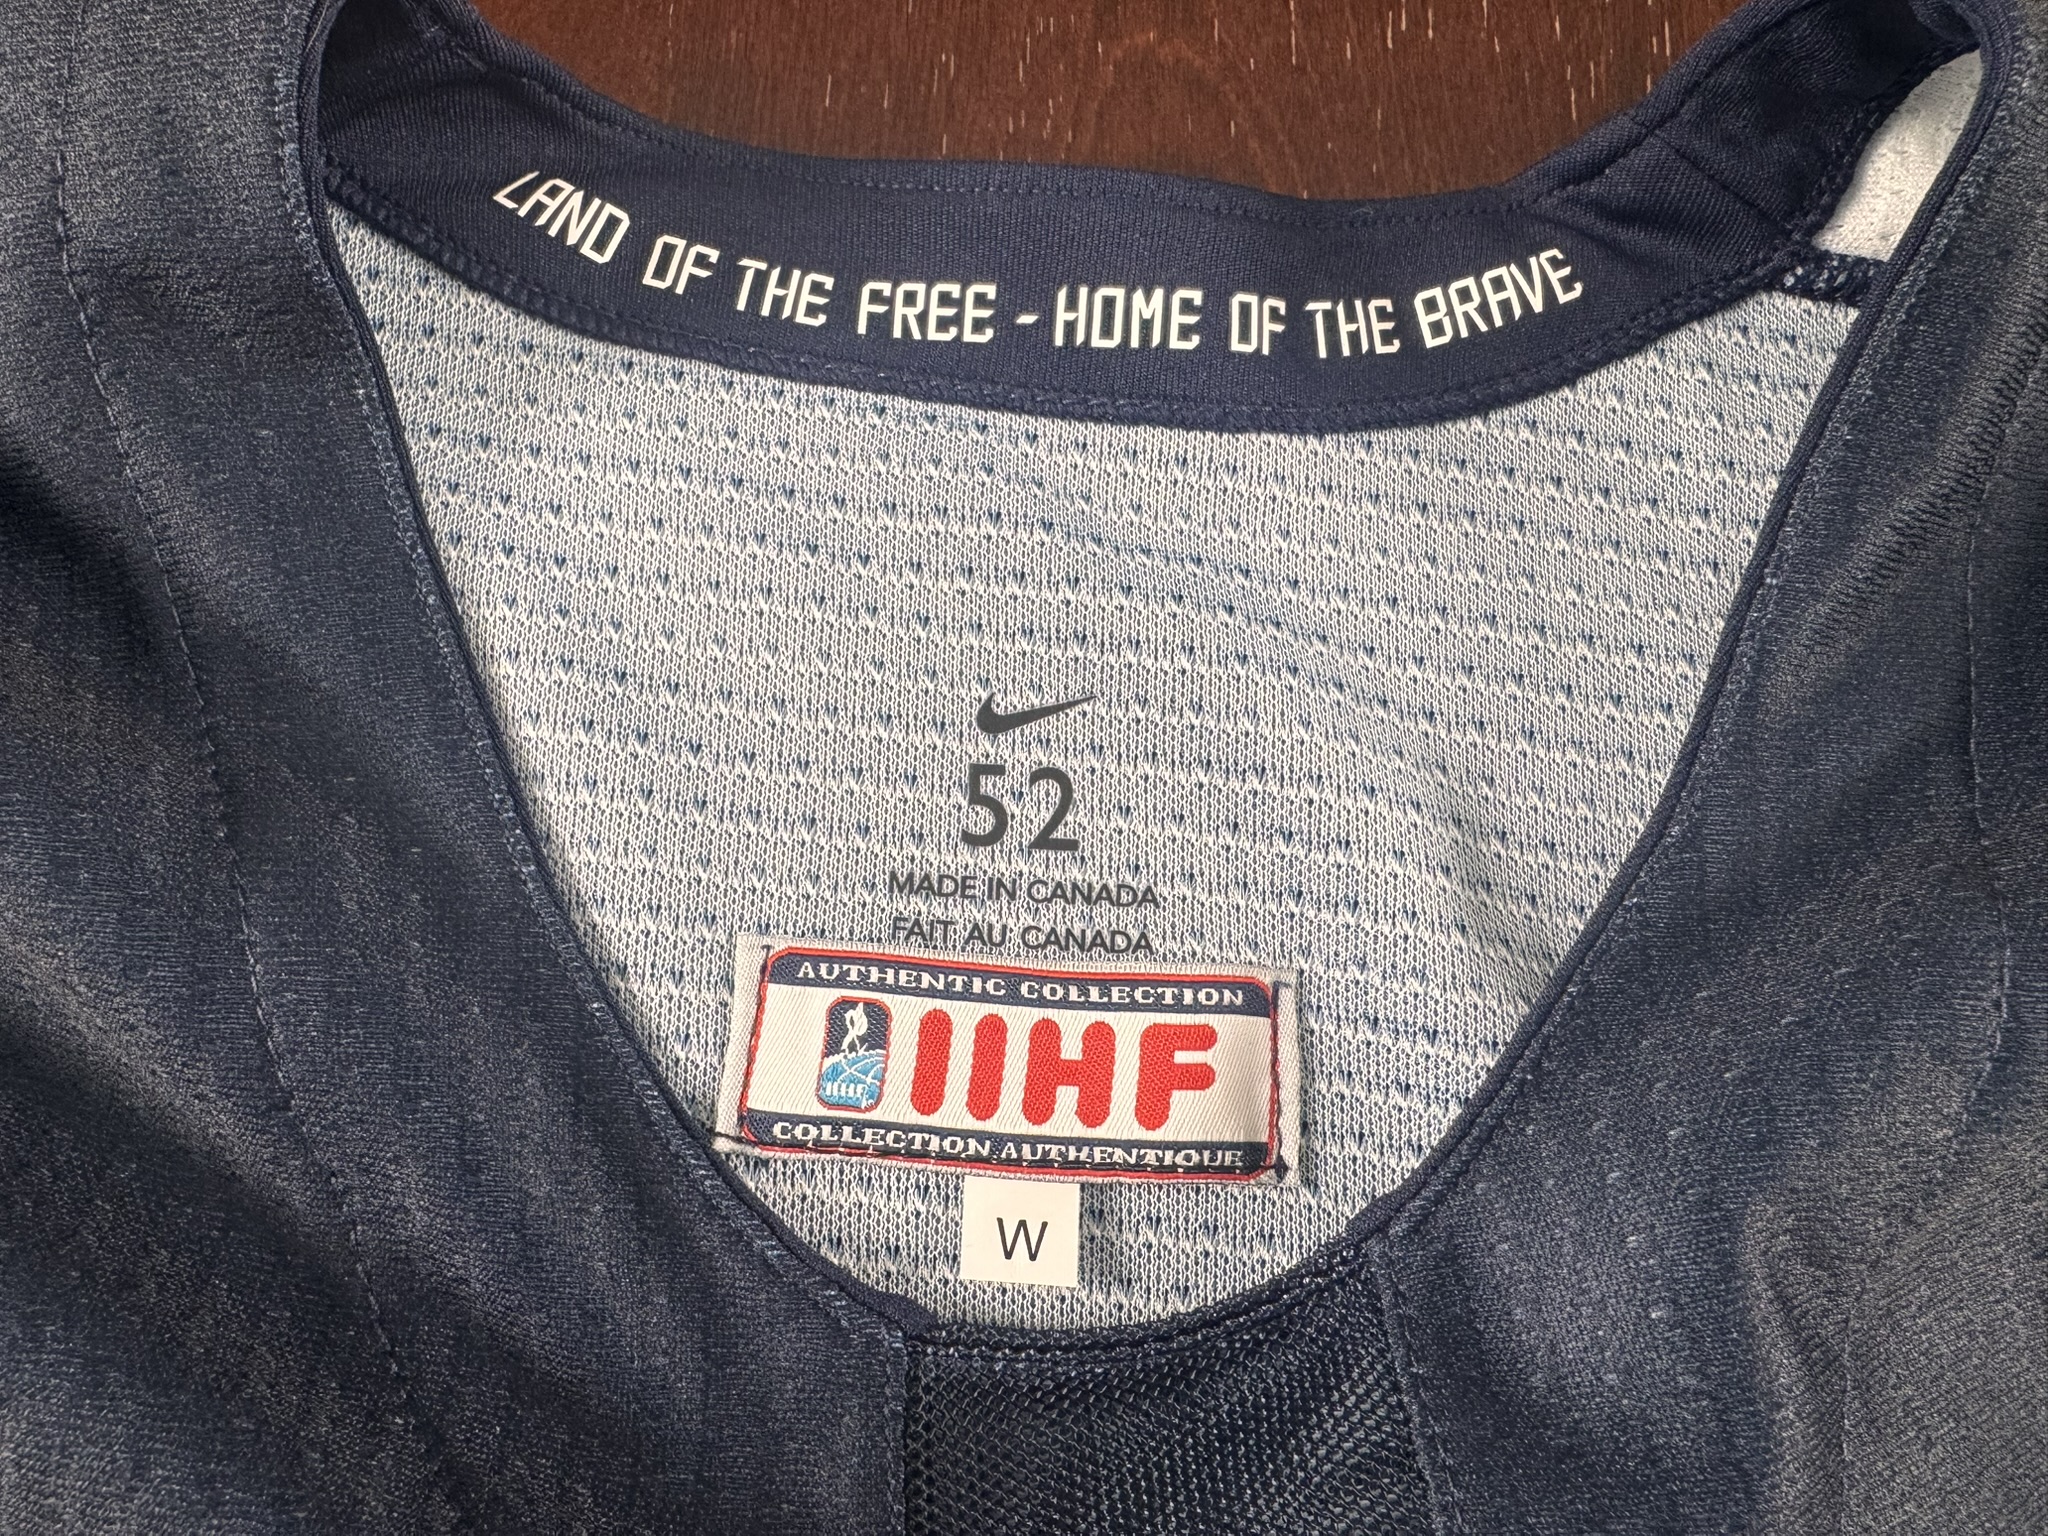 LAND OF THE FREE - HOME OF THE BRAVE
52
MADE IN CANADA
FAIT AU CANADA
AUTHENTIC COLLECTION
IIHF
IIHF
COLLECTION AUTHENTIQUE
W